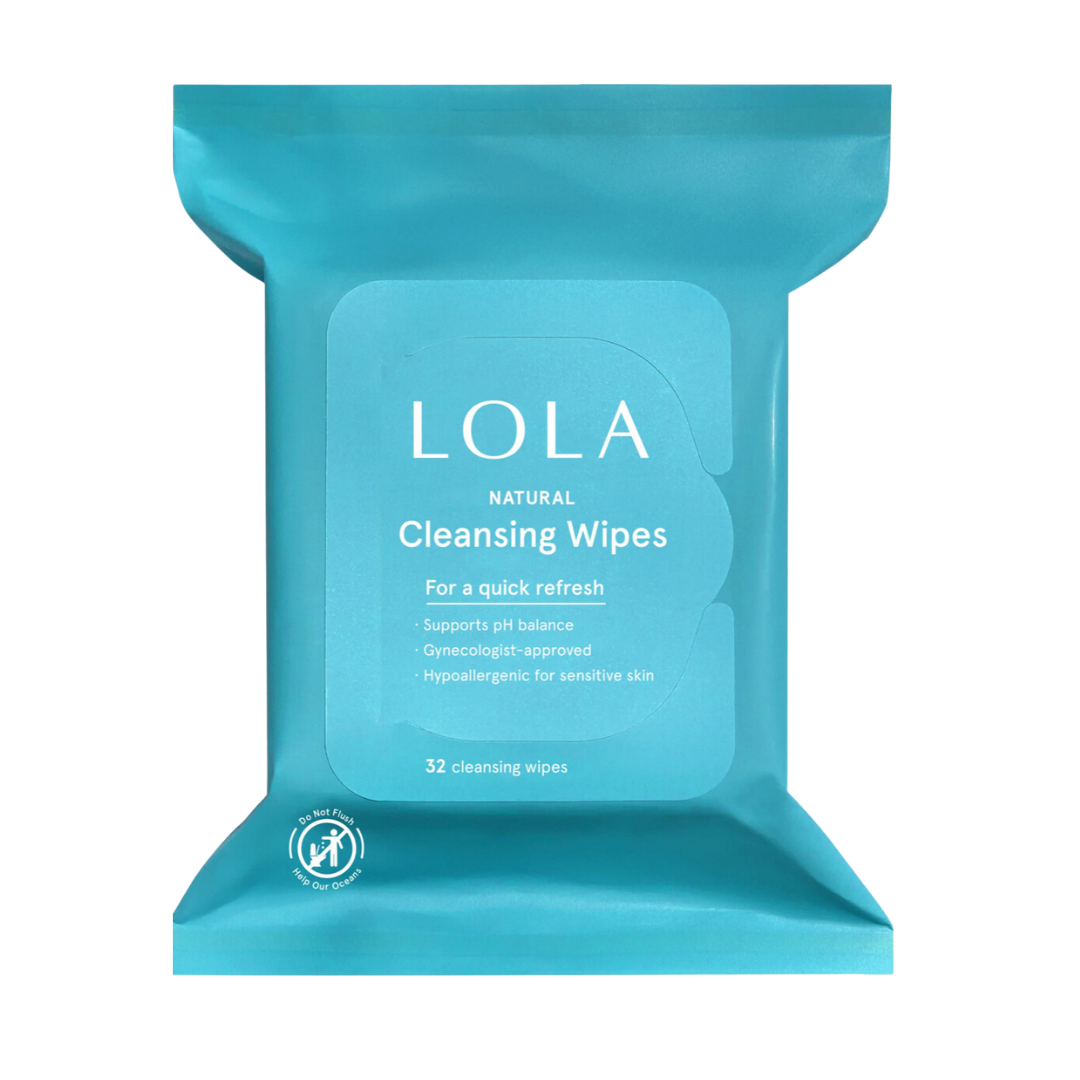 LOLA
NATURAL
Cleansing Wipes
For a quick refresh
· Supports pH balance
· Gynecologist-approved
· Hypoallergenic for sensitive skin
32 cleansing wipes
Do Not Flush
Help Our Oceans